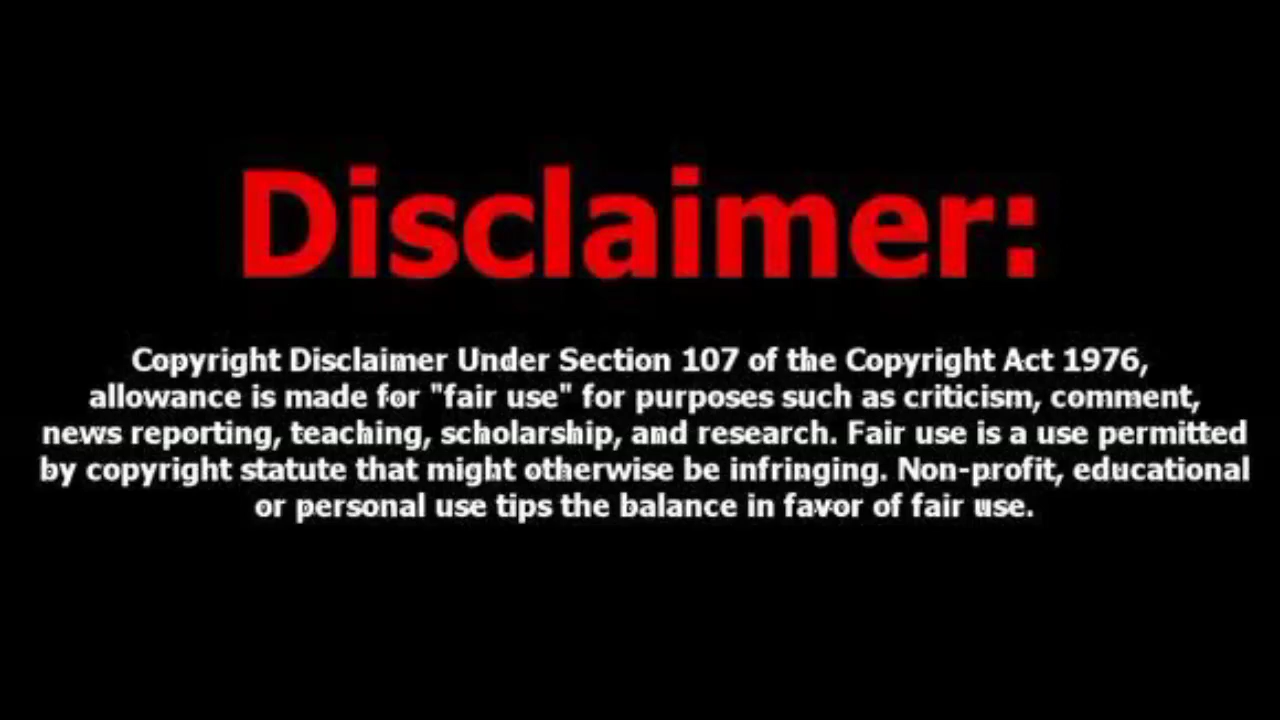 Disclaimer:
Copyright Disclaimer Under Section 107 of the Copyright Act 1976,
allowance is made for "fair use" for purposes such as criticism, comment,
news reporting, teaching, scholarship, and research. Fair use is a use permitted
by copyright statute that might otherwise be infringing. Non-profit, educational
or personal use tips the balance in favor of fair use.